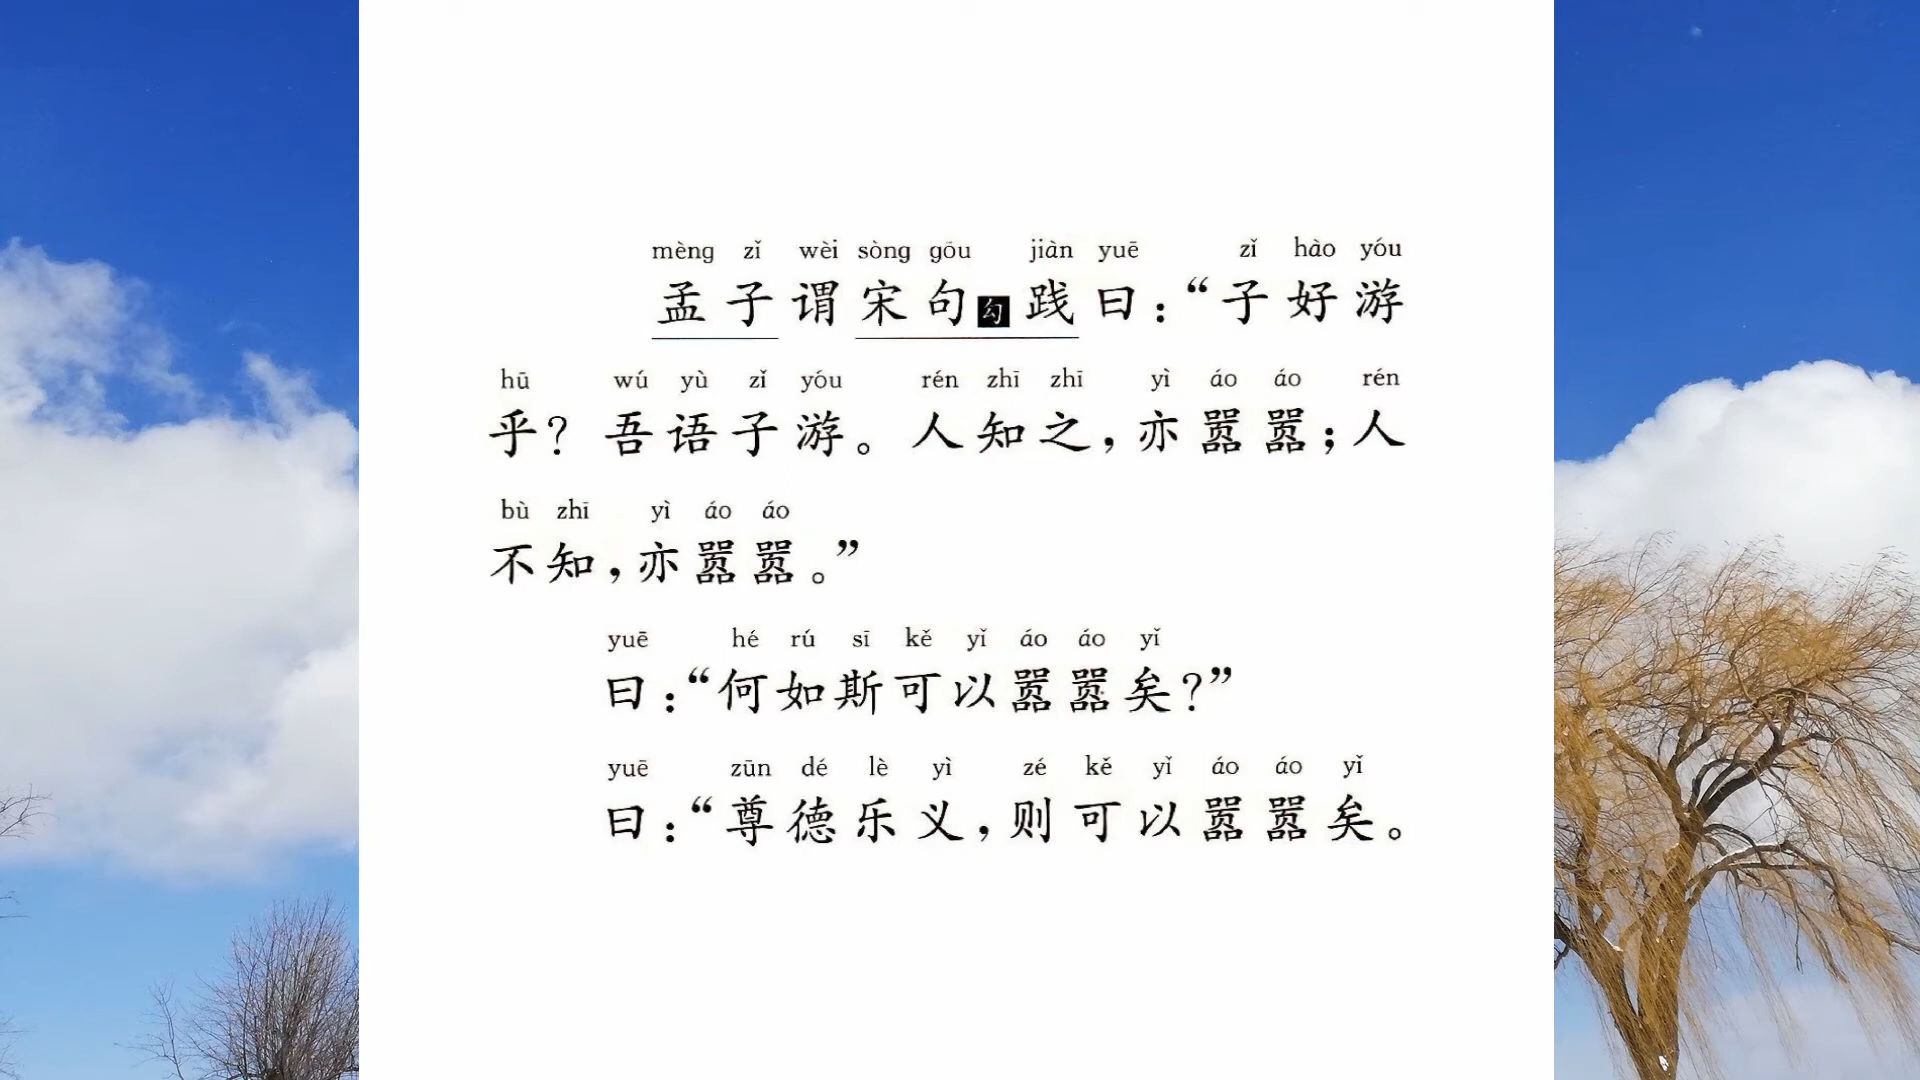 mèng zǐ wèi sòng gōu jiàn yuē zǐ hào yóu
孟子谓宋句勾践曰：“子好游
hū wú yù zǐ yóu rén zhī zhī yì áo áo rén
乎？吾语子游。人知之，亦嚣嚣；人
bù zhī yì áo áo
不知，亦嚣嚣。”
yuē hé rú sī kě yǐ áo áo yǐ
曰：“何如斯可以嚣嚣矣？”
yuē zūn dé lè yì zé kě yǐ áo áo yǐ
曰：“尊德乐义，则可以嚣嚣矣。